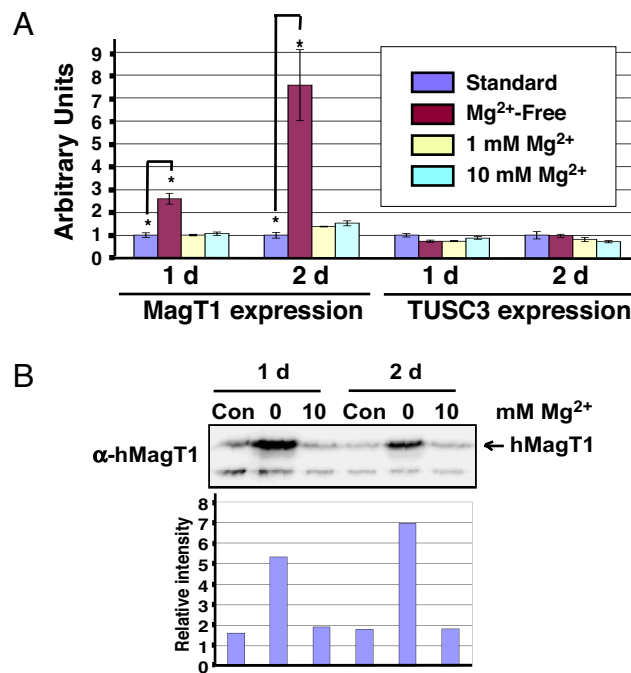 A
Arbitrary Units
9
8
7
6
5
4
3
2
1
0
* * * *
Standard
Mg²⁺-Free
1 mM Mg²⁺
10 mM Mg²⁺
1 d 2 d 1 d 2 d
MagT1 expression TUSC3 expression
B
1 d 2 d
Con 0 10 Con 0 10 mM Mg²⁺
α-hMagT1 ← hMagT1
Relative intensity
8
7
6
5
4
3
2
1
0